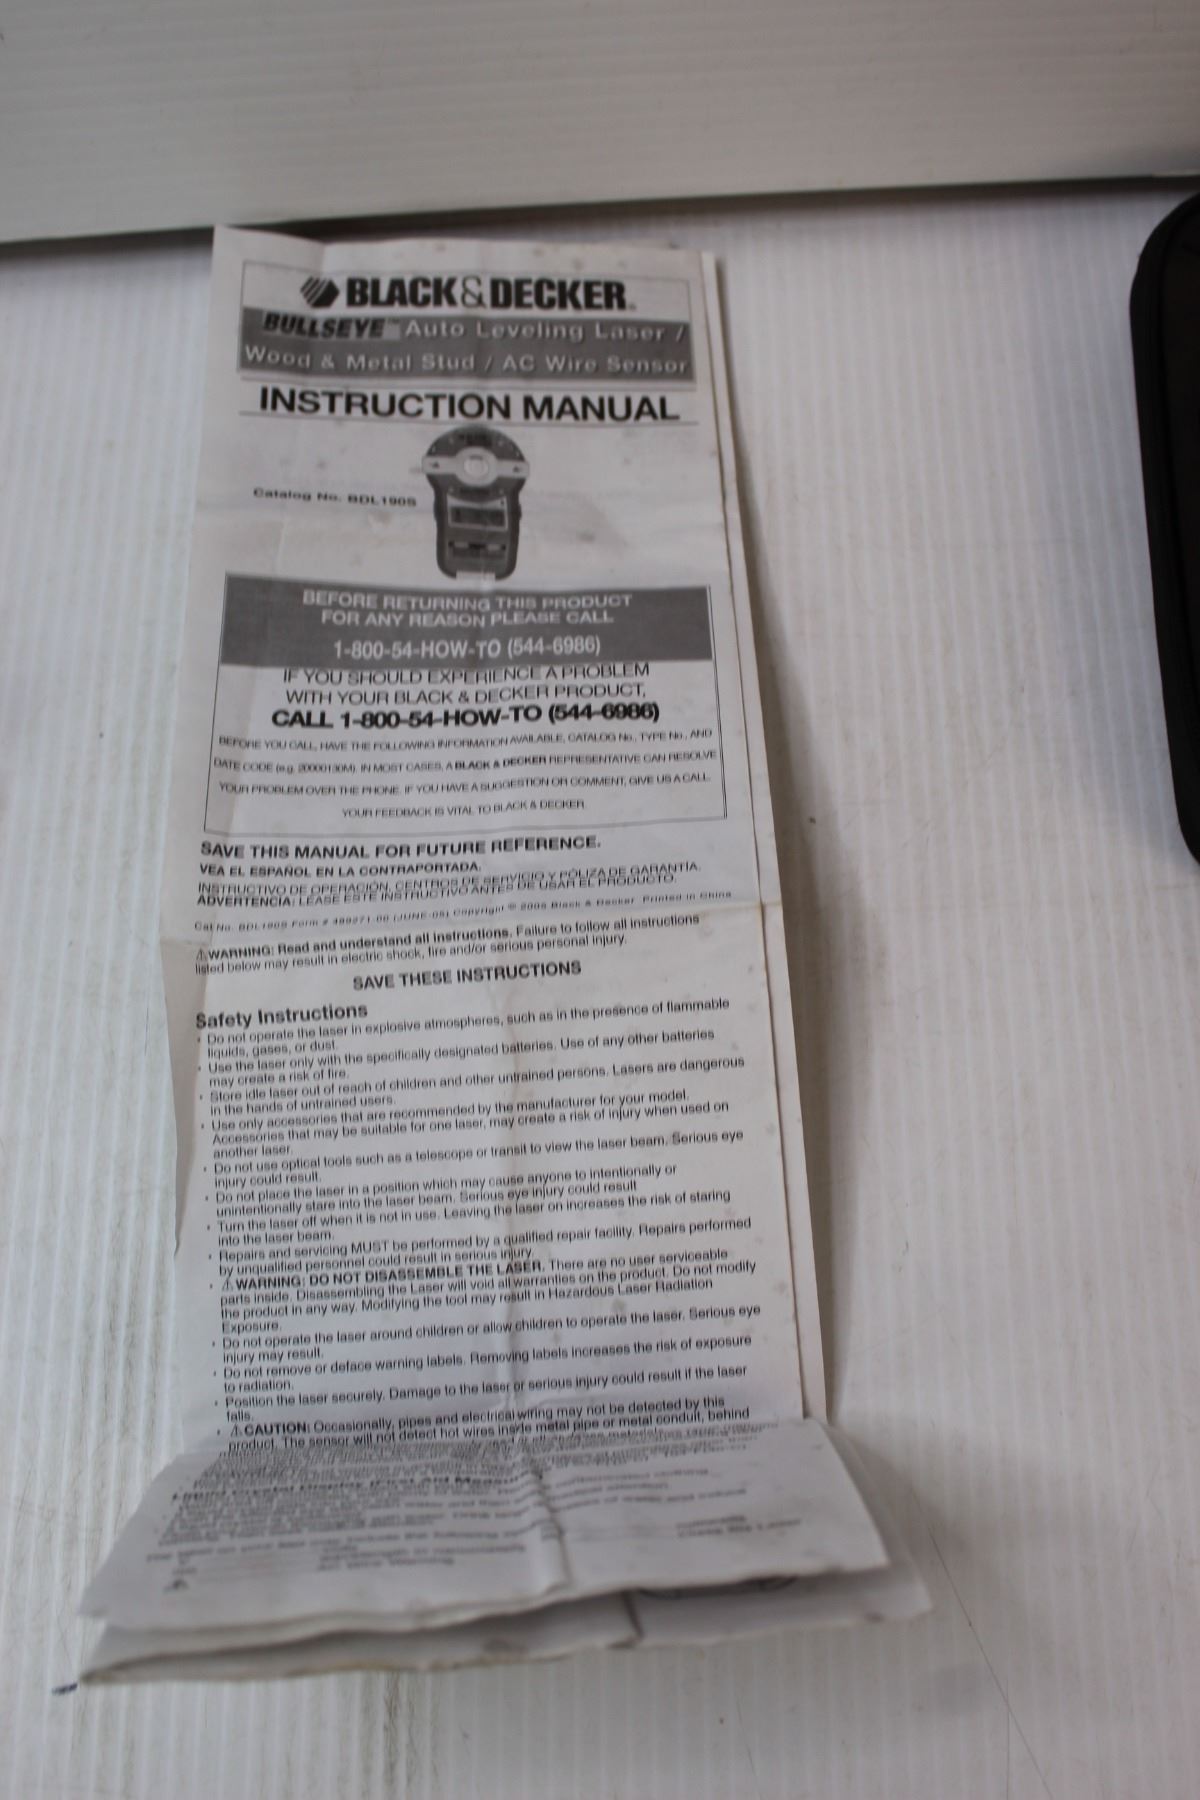 BLACK & DECKER
BULLSEYE™ Auto Leveling Laser /
Wood & Metal Stud / AC Wire Sensor
INSTRUCTION MANUAL
Catalog No. BDL190S
BEFORE RETURNING THIS PRODUCT
FOR ANY REASON PLEASE CALL
1-800-54-HOW-TO (544-6986)
IF YOU SHOULD EXPERIENCE A PROBLEM
WITH YOUR BLACK & DECKER PRODUCT,
CALL 1-800-54-HOW-TO (544-6986)
BEFORE YOU CALL, HAVE THE FOLLOWING INFORMATION AVAILABLE, CATALOG No., TYPE No., AND
DATE CODE (e.g. 20000130M). IN MOST CASES, A BLACK & DECKER REPRESENTATIVE CAN RESOLVE
YOUR PROBLEM OVER THE PHONE. IF YOU HAVE A SUGGESTION OR COMMENT, GIVE US A CALL.
YOUR FEEDBACK IS VITAL TO BLACK & DECKER.
SAVE THIS MANUAL FOR FUTURE REFERENCE.
VEA EL ESPAÑOL EN LA CONTRAPORTADA.
INSTRUCTIVO DE OPERACIÓN, CENTROS DE SERVICIO Y PÓLIZA DE GARANTÍA.
ADVERTENCIA: LÉASE ESTE INSTRUCTIVO ANTES DE USAR EL PRODUCTO.
Cat No. BDL190S Form # 499271-00 (JUNE-05) Copyright © 2005 Black & Decker Printed in China
⚠ WARNING: Read and understand all instructions. Failure to follow all instructions
listed below may result in electric shock, fire and/or serious personal injury.
SAVE THESE INSTRUCTIONS
Safety Instructions
• Do not operate the laser in explosive atmospheres, such as in the presence of flammable
liquids, gases, or dust.
• Use the laser only with the specifically designated batteries. Use of any other batteries
may create a risk of fire.
• Store idle laser out of reach of children and other untrained persons. Lasers are dangerous
in the hands of untrained users.
• Use only accessories that are recommended by the manufacturer for your model.
Accessories that may be suitable for one laser, may create a risk of injury when used on
another laser.
• Do not use optical tools such as a telescope or transit to view the laser beam. Serious eye
injury could result.
• Do not place the laser in a position which may cause anyone to intentionally or
unintentionally stare into the laser beam. Serious eye injury could result
• Turn the laser off when it is not in use. Leaving the laser on increases the risk of staring
into the laser beam.
• Repairs and servicing MUST be performed by a qualified repair facility. Repairs performed
by unqualified personnel could result in serious injury.
• ⚠ WARNING: DO NOT DISASSEMBLE THE LASER. There are no user serviceable
parts inside. Disassembling the Laser will void all warranties on the product. Do not modify
the product in any way. Modifying the tool may result in Hazardous Laser Radiation
Exposure.
• Do not operate the laser around children or allow children to operate the laser. Serious eye
injury may result.
• Do not remove or deface warning labels. Removing labels increases the risk of exposure
to radiation.
• Position the laser securely. Damage to the laser or serious injury could result if the laser
falls.
• ⚠ CAUTION: Occasionally, pipes and electrical wiring may not be detected by this
product. The sensor will not detect hot wires inside metal pipe or metal conduit, behind